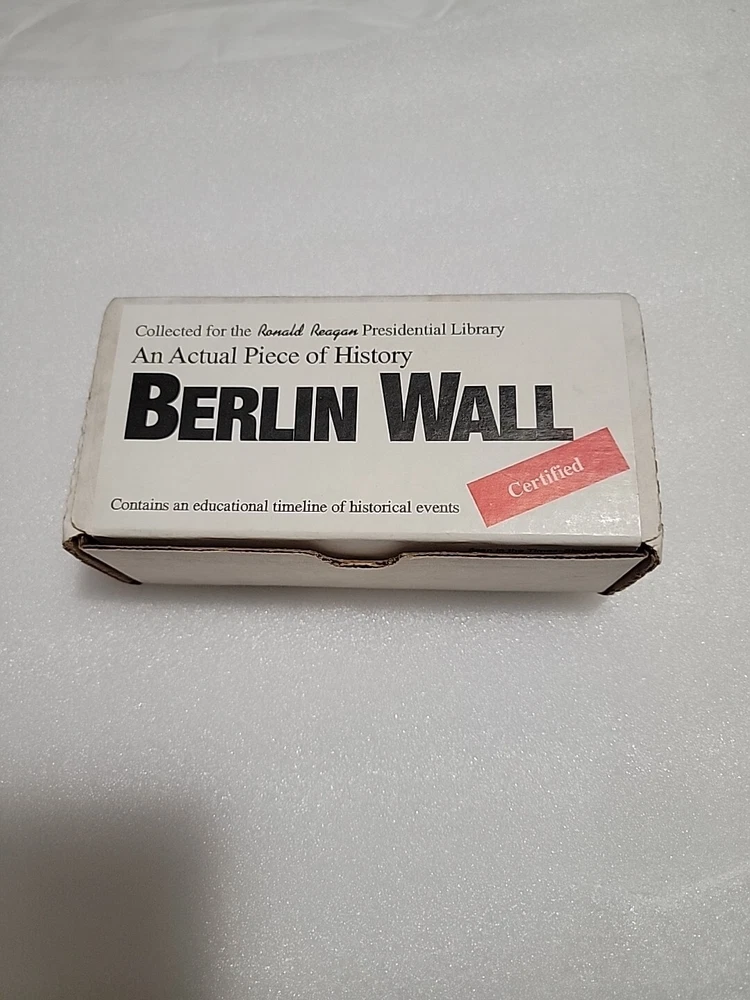 Collected for the Ronald Reagan Presidential Library
An Actual Piece of History
BERLIN WALL
Certified
Contains an educational timeline of historical events